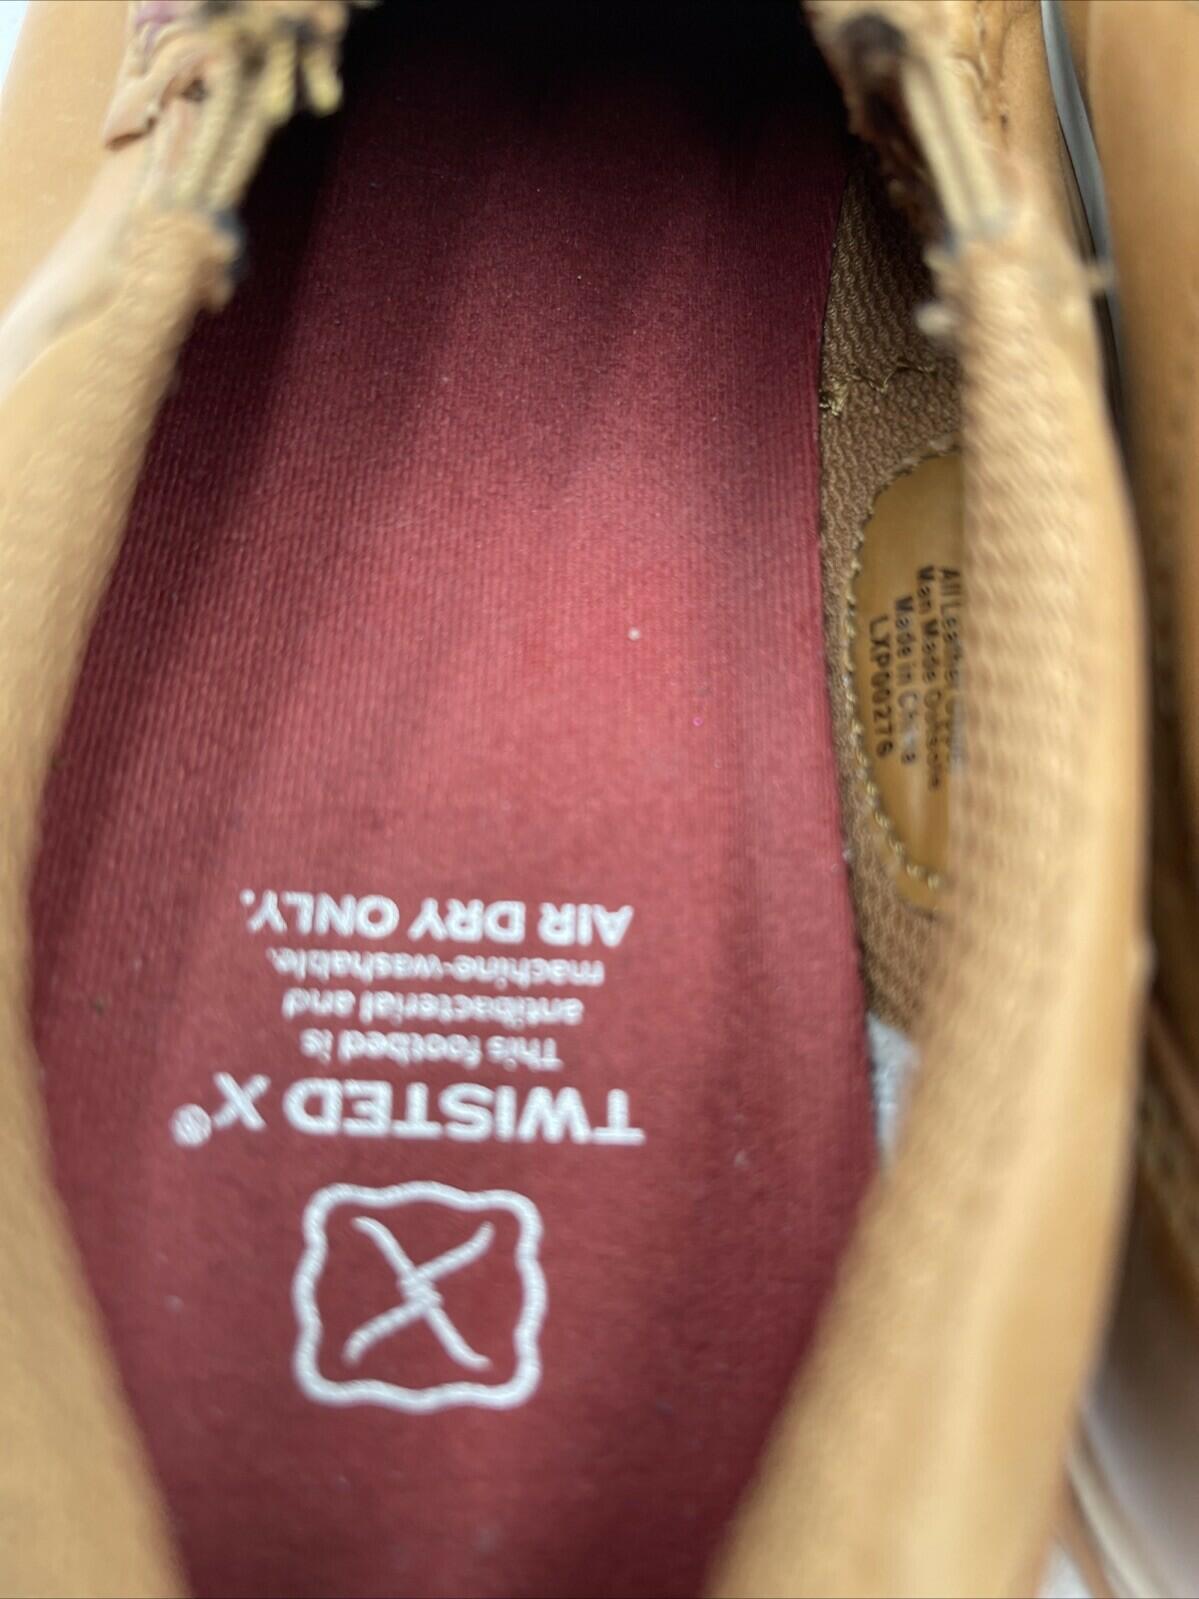 TWISTED X®
This footbed is
antibacterial and
machine-washable.
AIR DRY ONLY.
All Leather
Man Made Outsole
Made in China
LXP00276